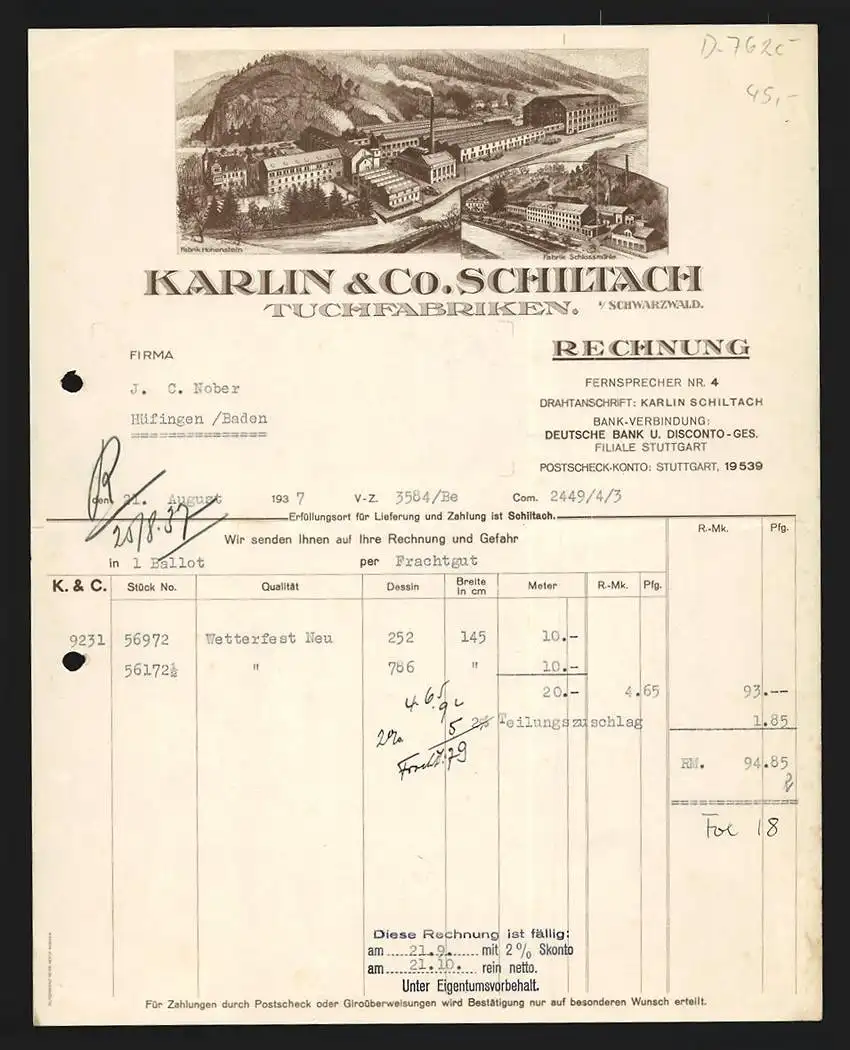 D-762c
45,-
Fabrik Hohenstein
Fabrik Schlossmühle
KARLIN & CO. SCHILTACH
TUCHFABRIKEN. i/ SCHWARZWALD.
RECHNUNG
FIRMA
J. C. Nober
Hüfingen /Baden
FERNSPRECHER NR. 4
DRAHTANSCHRIFT: KARLIN SCHILTACH
BANK-VERBINDUNG:
DEUTSCHE BANK U. DISCONTO-GES.
FILIALE STUTTGART
POSTSCHECK-KONTO: STUTTGART, 19539
den 21. August 1937 V-Z. 3584/Be Com. 2449/4/3
25/8.37
Erfüllungsort für Lieferung und Zahlung ist Schiltach.
R.-Mk. Pfg.
Wir senden Ihnen auf Ihre Rechnung und Gefahr
in 1 Ballot per Frachtgut
K. & C. Stück No. Qualität Dessin Breite in cm Meter R.-Mk. Pfg.
9231 56972 Wetterfest Neu 252 145 10.-
56172½ " 786 " 10.-
20.- 4.65 93.--
4.65
2% Teilungszuschlag 1.85
RM. 94.85
Fol 18
Diese Rechnung ist fällig:
am 21.9. mit 2% Skonto
am 21.10. rein netto.
Unter Eigentumsvorbehalt.
Für Zahlungen durch Postscheck oder Giroüberweisungen wird Bestätigung nur auf besonderen Wunsch erteilt.